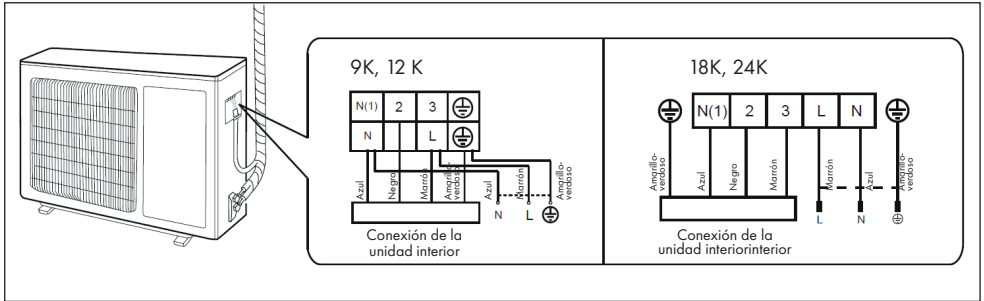 9K, 12 K
N(1) 2 3
N L
Azul
Negro
Marrón
Amarillo-
verdoso
Azul
Marrón
Amarillo-
verdoso
N L
Conexión de la
unidad interior
18K, 24K
N(1) 2 3 L N
Amarillo-
verdoso
Azul
Negro
Marrón
Marrón
Azul
Amarillo-
verdoso
L N
Conexión de la
unidad interiorinterior